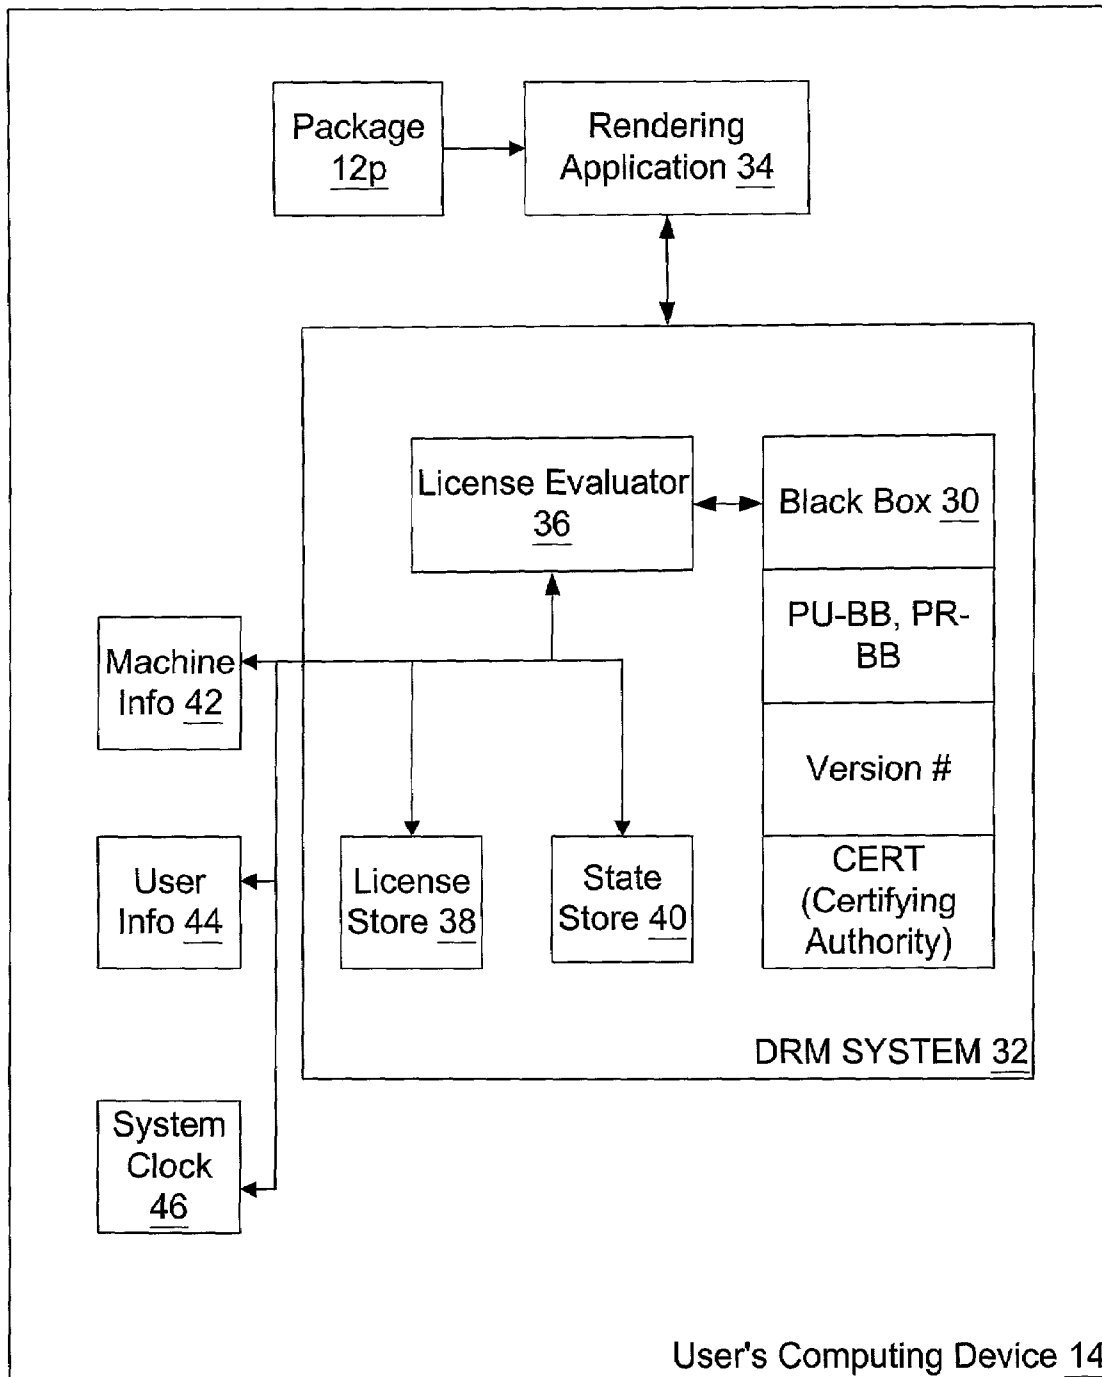 Package
12p
Rendering
Application 34
License Evaluator
36
Black Box 30
PU-BB, PR-
BB
Version #
CERT
(Certifying
Authority)
Machine
Info 42
User
Info 44
License
Store 38
State
Store 40
DRM SYSTEM 32
System
Clock
46
User's Computing Device 14